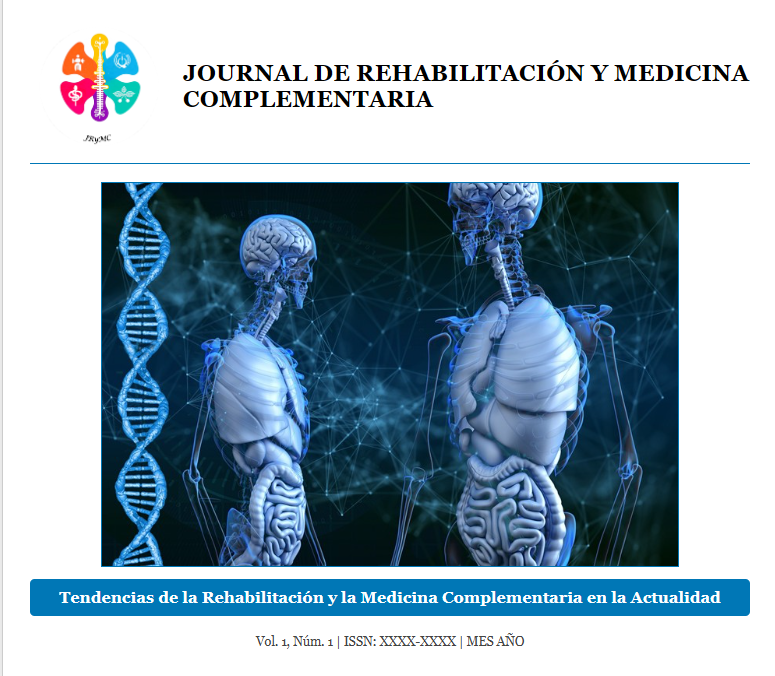 JOURNAL DE REHABILITACIÓN Y MEDICINA
COMPLEMENTARIA
JRyMC
Tendencias de la Rehabilitación y la Medicina Complementaria en la Actualidad
Vol. 1, Núm. 1 | ISSN: XXXX-XXXX | MES AÑO